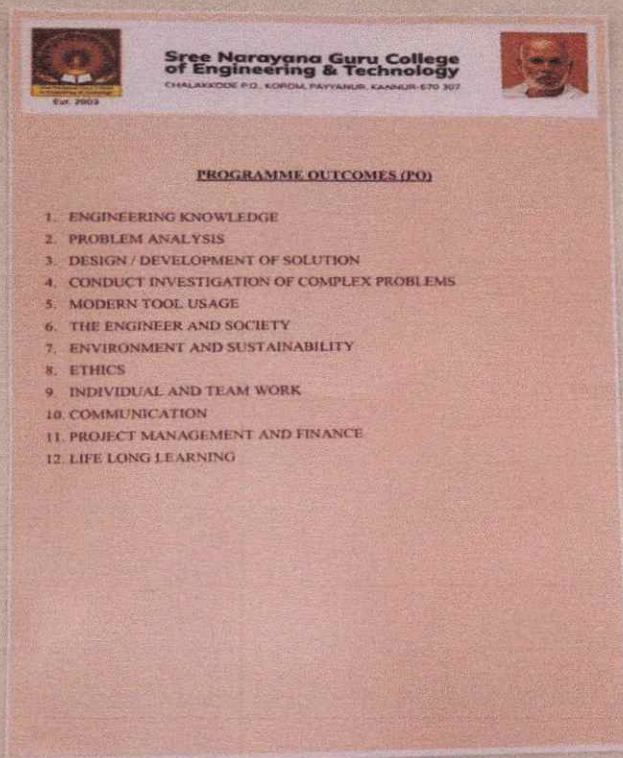 Sree Narayana Guru College
of Engineering & Technology
CHALAKKODE P.O., KOROM, PAYYANUR, KANNUR-670 307
Est. 2003
PROGRAMME OUTCOMES (PO)
1. ENGINEERING KNOWLEDGE
2. PROBLEM ANALYSIS
3. DESIGN / DEVELOPMENT OF SOLUTION
4. CONDUCT INVESTIGATION OF COMPLEX PROBLEMS
5. MODERN TOOL USAGE
6. THE ENGINEER AND SOCIETY
7. ENVIRONMENT AND SUSTAINABILITY
8. ETHICS
9. INDIVIDUAL AND TEAM WORK
10. COMMUNICATION
11. PROJECT MANAGEMENT AND FINANCE
12. LIFE LONG LEARNING